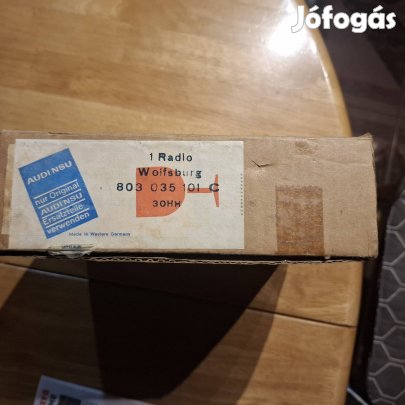 Jófogás
AUDI NSU
nur Original
AUDI NSU
Ersatzteile
verwenden
1 Radio
Wolfsburg
803 035 101 C
30HH
Made in Western Germany